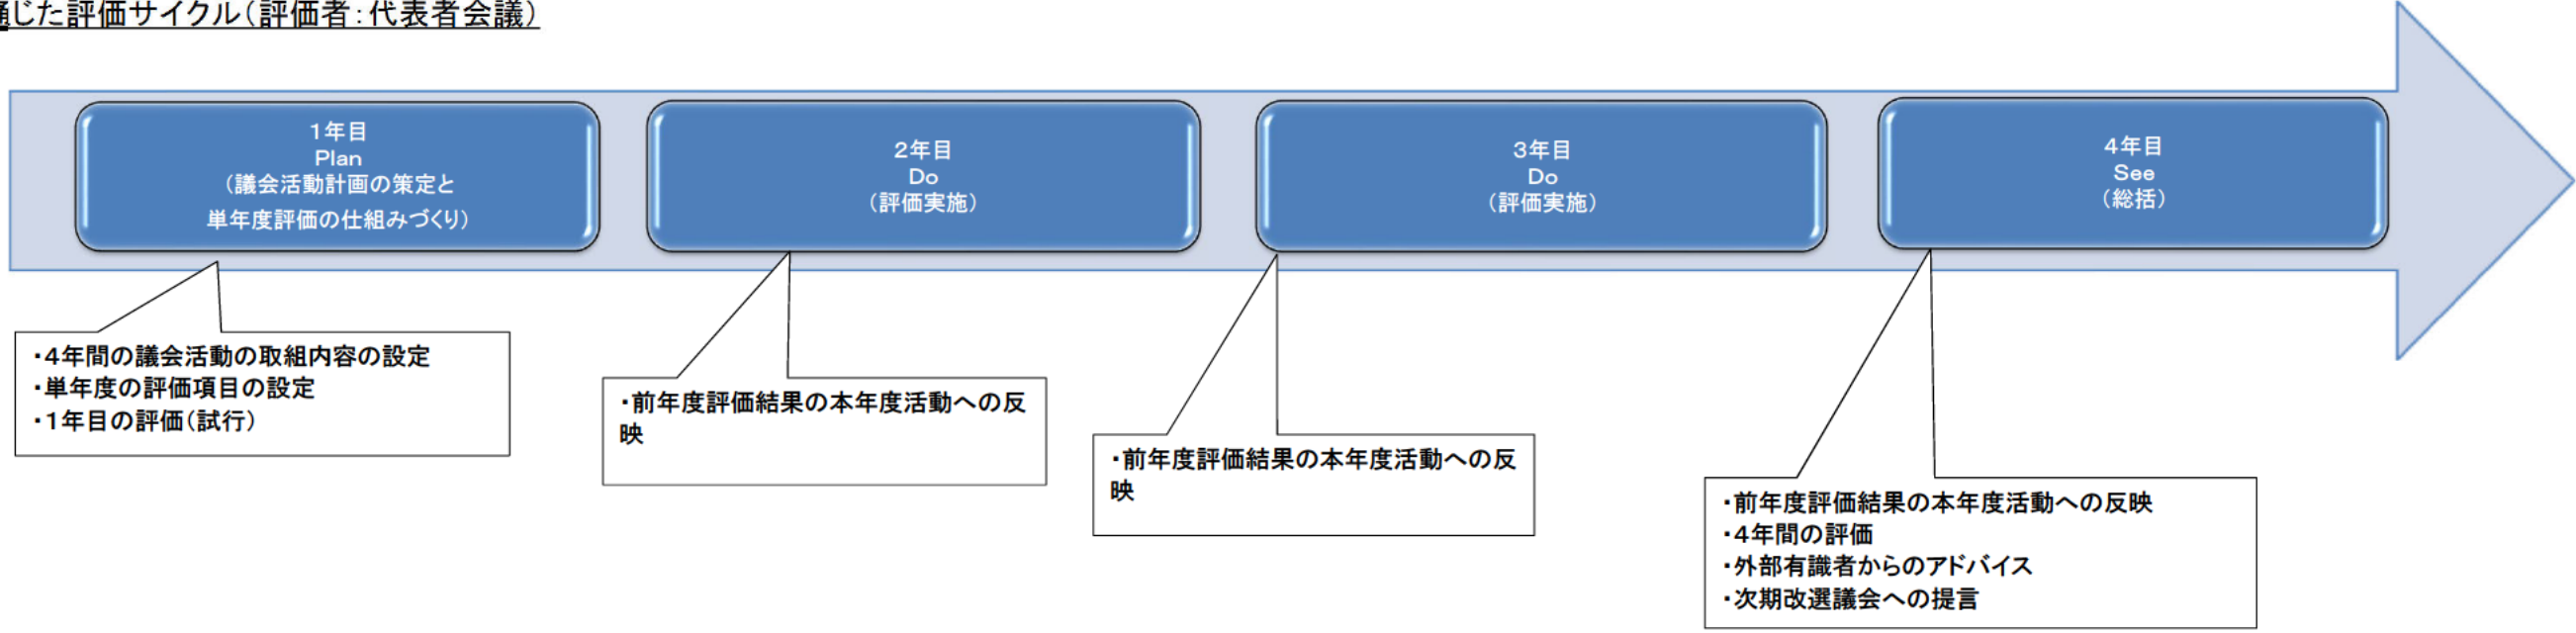 通じた評価サイクル（評価者：代表者会議）
1年目
Plan
（議会活動計画の策定と
単年度評価の仕組みづくり）
2年目
Do
（評価実施）
3年目
Do
（評価実施）
4年目
See
（総括）
・4年間の議会活動の取組内容の設定
・単年度の評価項目の設定
・1年目の評価（試行）
・前年度評価結果の本年度活動への反
映
・前年度評価結果の本年度活動への反
映
・前年度評価結果の本年度活動への反映
・4年間の評価
・外部有識者からのアドバイス
・次期改選議会への提言